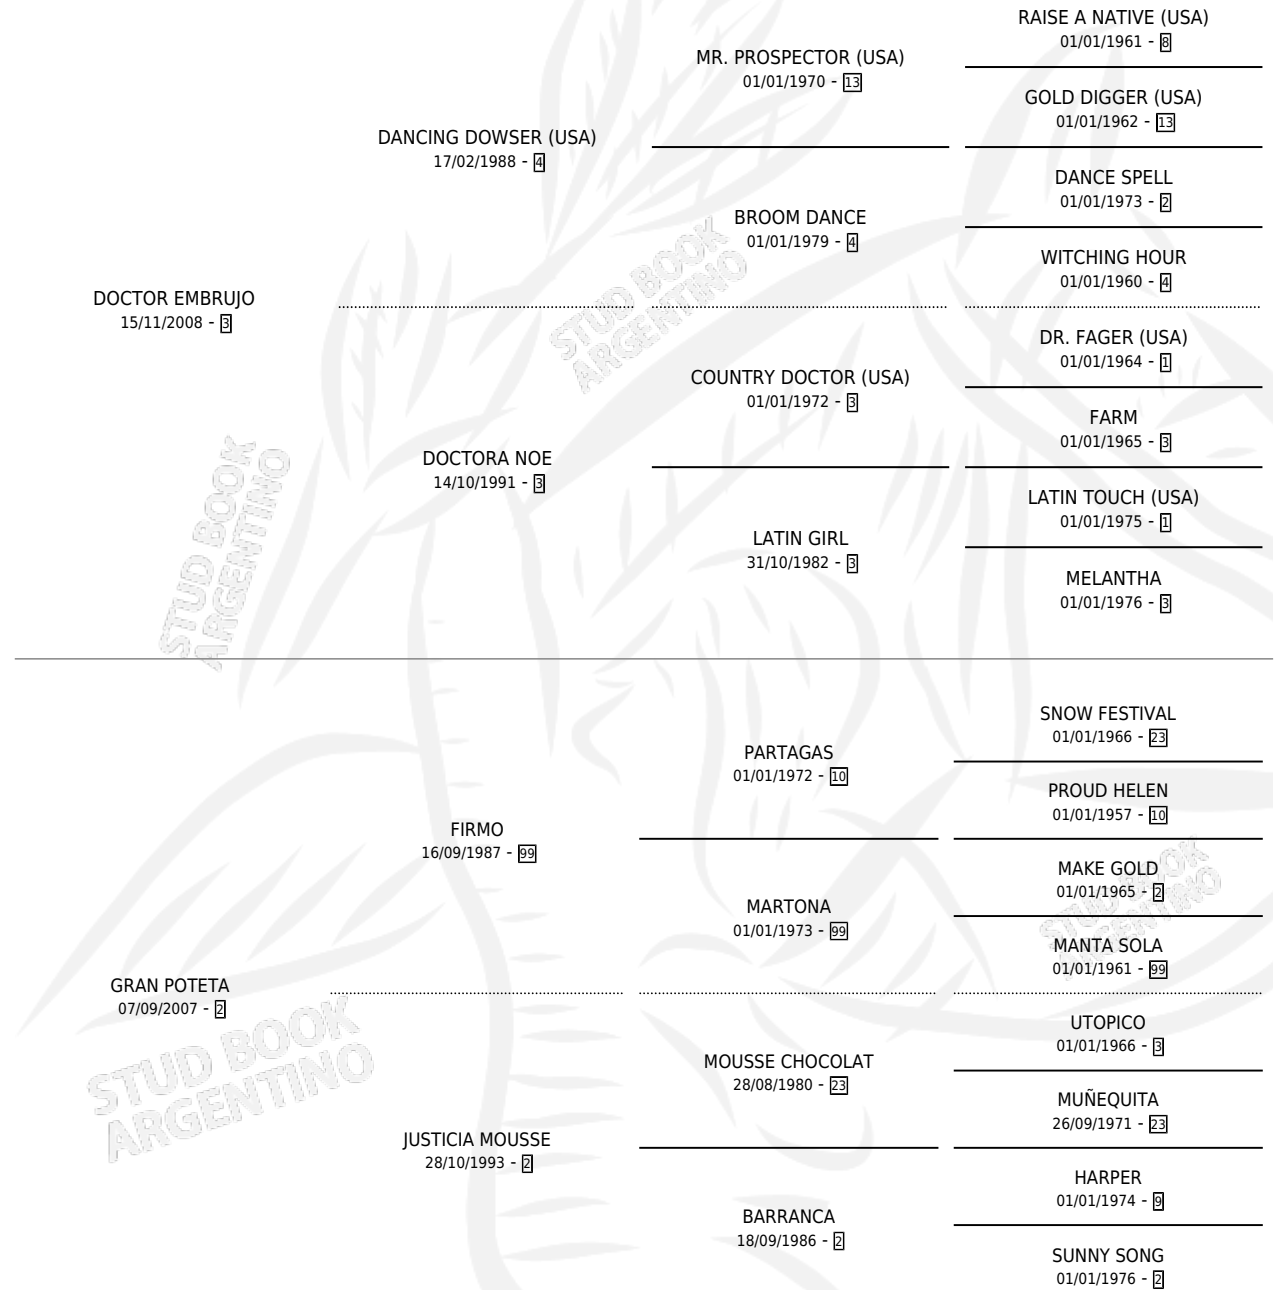 RAISE A NATIVE (USA)
01/01/1961 - 8
MR. PROSPECTOR (USA)
01/01/1970 - 13
GOLD DIGGER (USA)
01/01/1962 - 13
DANCING DOWSER (USA)
17/02/1988 - 4
DANCE SPELL
01/01/1973 - 2
BROOM DANCE
01/01/1979 - 4
WITCHING HOUR
01/01/1960 - 4
DOCTOR EMBRUJO
15/11/2008 - 3
DR. FAGER (USA)
01/01/1964 - 1
COUNTRY DOCTOR (USA)
01/01/1972 - 3
FARM
01/01/1965 - 3
DOCTORA NOE
14/10/1991 - 3
LATIN TOUCH (USA)
01/01/1975 - 1
LATIN GIRL
31/10/1982 - 3
MELANTHA
01/01/1976 - 3
SNOW FESTIVAL
01/01/1966 - 23
PARTAGAS
01/01/1972 - 10
PROUD HELEN
01/01/1957 - 10
FIRMO
16/09/1987 - 99
MAKE GOLD
01/01/1965 - 2
MARTONA
01/01/1973 - 99
MANTA SOLA
01/01/1961 - 99
GRAN POTETA
07/09/2007 - 2
UTOPICO
01/01/1966 - 3
MOUSSE CHOCOLAT
28/08/1980 - 23
MUÑEQUITA
26/09/1971 - 23
JUSTICIA MOUSSE
28/10/1993 - 2
HARPER
01/01/1974 - 9
BARRANCA
18/09/1986 - 2
SUNNY SONG
01/01/1976 - 2
STUD BOOK
ARGENTINO
STUD BOOK
ARGENTINO
STUD BOOK
ARGENTINO
STUD BOOK
ARGENTINO